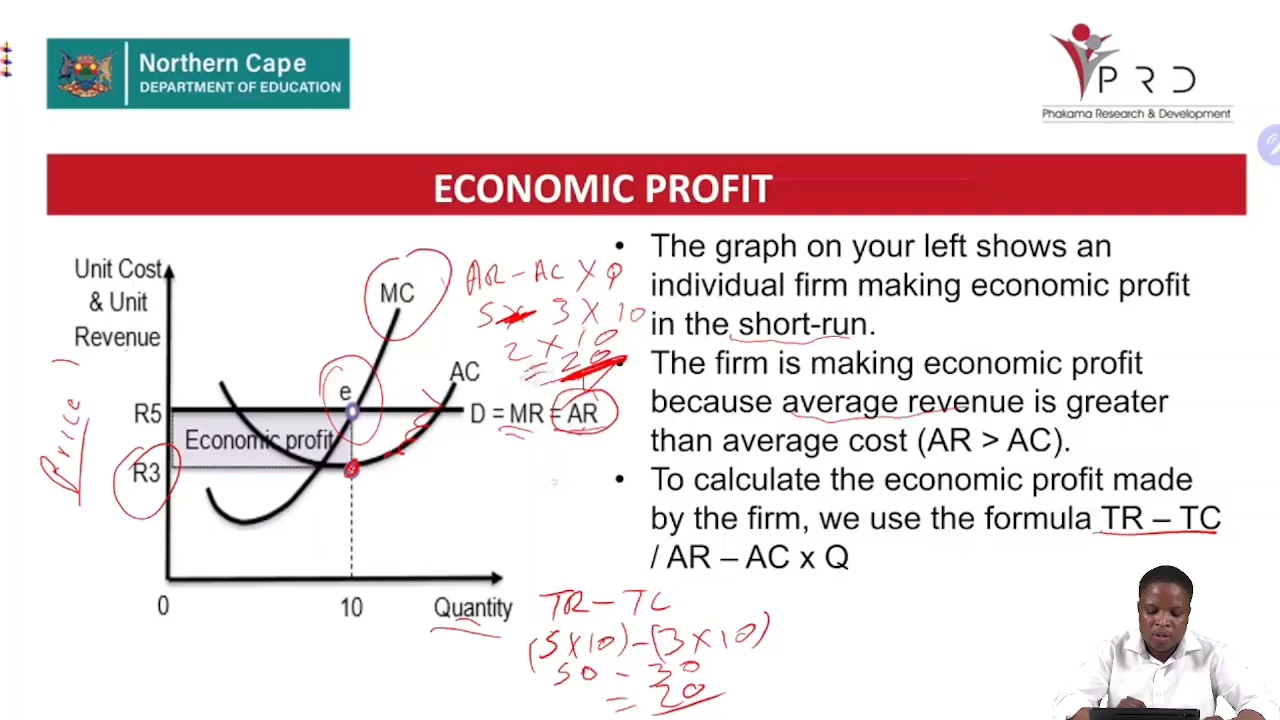 Northern Cape
DEPARTMENT OF EDUCATION
PRD
Phakama Research & Development
ECONOMIC PROFIT
Unit Cost
& Unit
Revenue
Price
R5
R3
0
10
Quantity
MC
e
AC
D = MR = AR
Economic profit
AR - AC X Q
5 x 3 X 10
2 X 10
= 20
• The graph on your left shows an
individual firm making economic profit
in the short-run.
• The firm is making economic profit
because average revenue is greater
than average cost (AR > AC).
• To calculate the economic profit made
by the firm, we use the formula TR – TC
/ AR – AC x Q
TR - TC
(5 X 10) - (3 X 10)
50 - 30
= 20